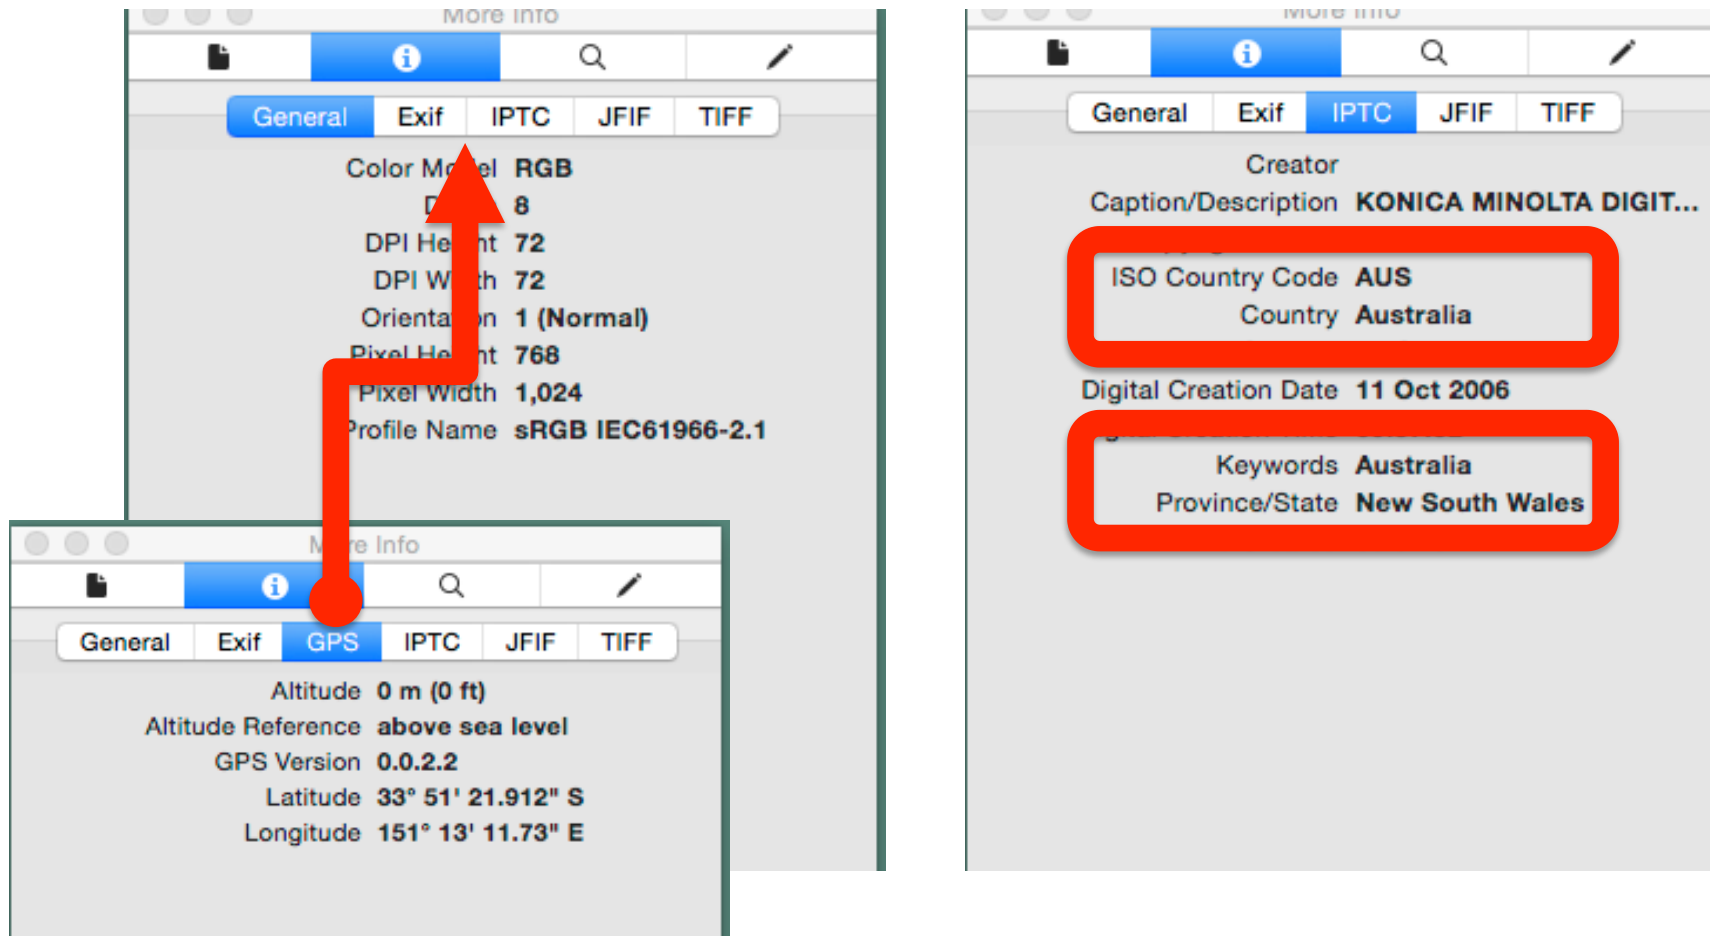 More Info
General Exif IPTC JFIF TIFF
Color Model RGB
8
DPI Height 72
DPI Width 72
Orientation 1 (Normal)
Pixel Height 768
Pixel Width 1,024
Profile Name sRGB IEC61966-2.1
More Info
General Exif GPS IPTC JFIF TIFF
Altitude 0 m (0 ft)
Altitude Reference above sea level
GPS Version 0.0.2.2
Latitude 33° 51' 21.912" S
Longitude 151° 13' 11.73" E
More Info
General Exif IPTC JFIF TIFF
Creator
Caption/Description KONICA MINOLTA DIGIT...
ISO Country Code AUS
Country Australia
Digital Creation Date 11 Oct 2006
Keywords Australia
Province/State New South Wales